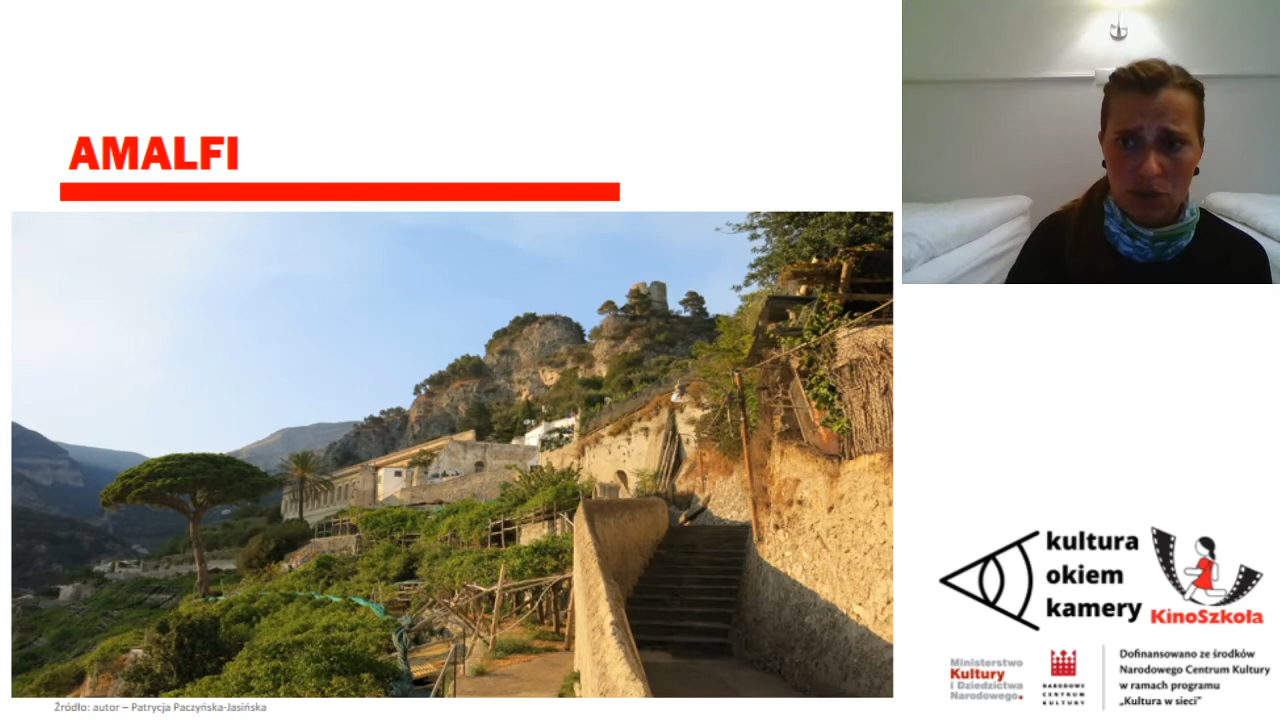 AMALFI
Źródło: autor – Patrycja Paczyńska-Jasińska
kultura
okiem
kamery
KinoSzkoła
Ministerstwo
Kultury
i Dziedzictwa
Narodowego.
NARODOWE
CENTRUM
KULTURY
Dofinansowano ze środków
Narodowego Centrum Kultury
w ramach programu
„Kultura w sieci”